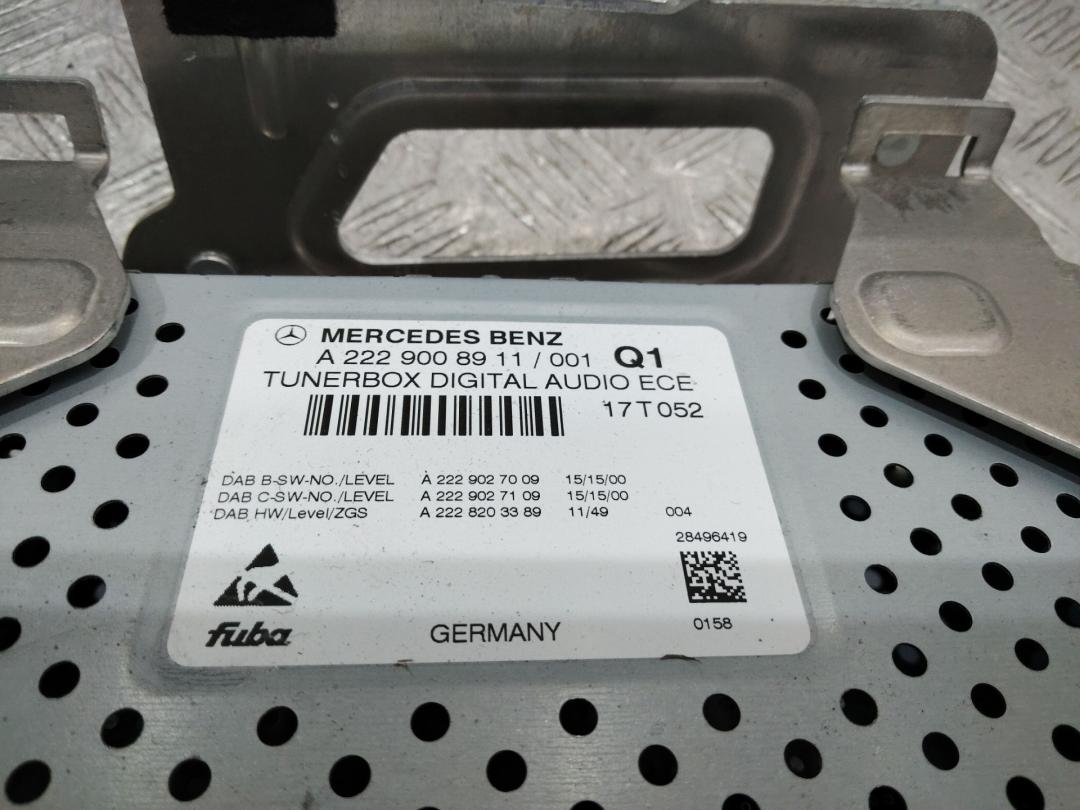 MERCEDES BENZ
A 222 900 89 11 / 001 Q1
TUNERBOX DIGITAL AUDIO ECE
17T052
DAB B-SW-NO./LEVEL A 222 902 70 09 15/15/00
DAB C-SW-NO./LEVEL A 222 902 71 09 15/15/00
DAB HW/Level/ZGS A 222 820 33 89 11/49 004
28496419
fuba GERMANY 0158